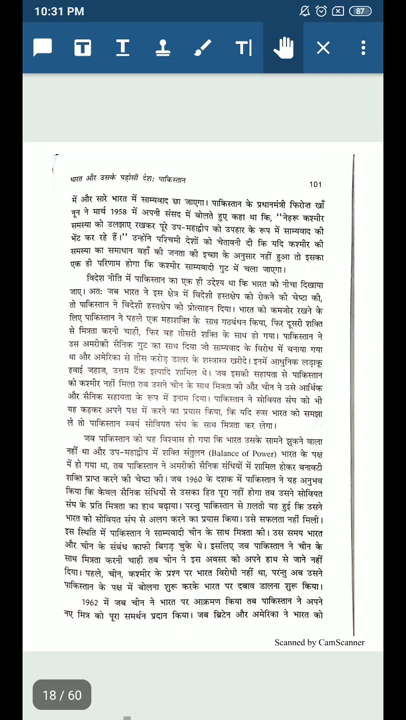 10:31 PM
87
T
T
T
भारत और उसके पड़ोसी देश: पाकिस्तान
101
में और सारे भारत में साम्यवाद छा जाएगा। पाकिस्तान के प्रधानमंत्री फिरोज़ खाँ
नून ने मार्च 1958 में अपनी संसद में बोलते हुए कहा था कि, ''नेहरू कश्मीर
समस्या को उलझाए रखकर पूरे उप-महाद्वीप को उपहार के रूप में साम्यवाद की
भेंट कर रहे हैं।'' उन्होंने पश्चिमी देशों को चेतावनी दी कि यदि कश्मीर की
समस्या का समाधान वहाँ की जनता की इच्छा के अनुसार नहीं हुआ तो इसका
एक ही परिणाम होगा कि कश्मीर साम्यवादी गुट में चला जाएगा।
विदेश नीति में पाकिस्तान का एक ही उद्देश्य था कि भारत को नीचा दिखाया
जाए। अत: जब भारत ने इस क्षेत्र में विदेशी हस्तक्षेप को रोकने की चेष्टा की,
तो पाकिस्तान ने विदेशी हस्तक्षेप को प्रोत्साहन दिया। भारत को कमजोर रखने के
लिए पाकिस्तान ने पहले एक महाशक्ति के साथ गठबंधन किया, फिर दूसरी शक्ति
से मित्रता करनी चाही, फिर वह तीसरी शक्ति के साथ हो गया। पाकिस्तान ने
उस अमरीकी सैनिक गुट का साथ दिया जो साम्यवाद के विरोध में बनाया गया
था और अमेरिका से तीस करोड़ डालर के शस्त्रास्त्र खरीदे। इनमें आधुनिक लड़ाकू
हवाई जहाज, उत्तम टैंक इत्यादि शामिल थे। जब इसकी सहायता से पाकिस्तान
को कश्मीर नहीं मिला तब उसने चीन के साथ मित्रता की और चीन ने उसे आर्थिक
और सैनिक सहायता के रूप में इनाम दिया। पाकिस्तान ने सोवियत संघ को भी
यह कहकर अपने पक्ष में करने का प्रयास किया, कि यदि रूस भारत को समझा
ले तो पाकिस्तान स्वयं सोवियत संघ के साथ मित्रता कर लेगा।
जब पाकिस्तान को यह विश्वास हो गया कि भारत उसके सामने झुकने वाला
नहीं था और उप-महाद्वीप में शक्ति संतुलन (Balance of Power) भारत के पक्ष
में हो गया था, तब पाकिस्तान ने अमरीकी सैनिक संधियों में शामिल होकर बनावटी
शक्ति प्राप्त करने की चेष्टा की। जब 1960 के दशक में पाकिस्तान ने यह अनुभव
किया कि केवल सैनिक संधियों से उसका हित पूरा नहीं होगा तब उसने सोवियत
संघ के प्रति मित्रता का हाथ बढ़ाया। परन्तु पाकिस्तान से ग़लती यह हुई कि उसने
भारत को सोवियत संघ से अलग करने का प्रयास किया। उसे सफलता नहीं मिली।
इस स्थिति में पाकिस्तान ने साम्यवादी चीन के साथ मित्रता की। उस समय भारत
और चीन के संबंध काफी बिगड़ चुके थे। इसलिए जब पाकिस्तान ने चीन के
साथ मित्रता करनी चाही तब चीन ने इस अवसर को अपने हाथ से जाने नहीं
दिया। पहले, चीन, कश्मीर के प्रश्न पर भारत विरोधी नहीं था, परन्तु अब उसने
पाकिस्तान के पक्ष में बोलना शुरू करके भारत पर दबाव डालना शुरू किया।
1962 में जब चीन ने भारत पर आक्रमण किया तब पाकिस्तान ने अपने
नए मित्र को पूरा समर्थन प्रदान किया। जब ब्रिटेन और अमेरिका ने भारत को
Scanned by CamScanner
18 / 60